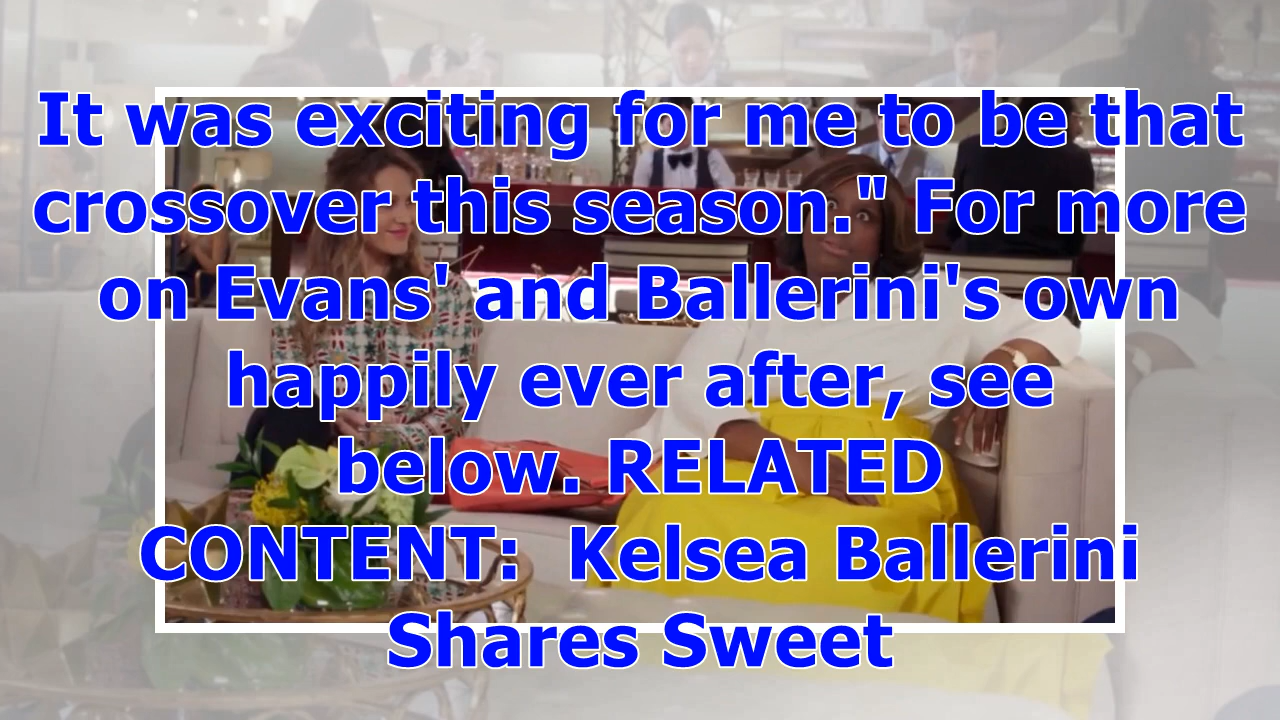 It was exciting for me to be that
crossover this season." For more
on Evans' and Ballerini's own
happily ever after, see
below. RELATED
CONTENT:  Kelsea Ballerini
Shares Sweet